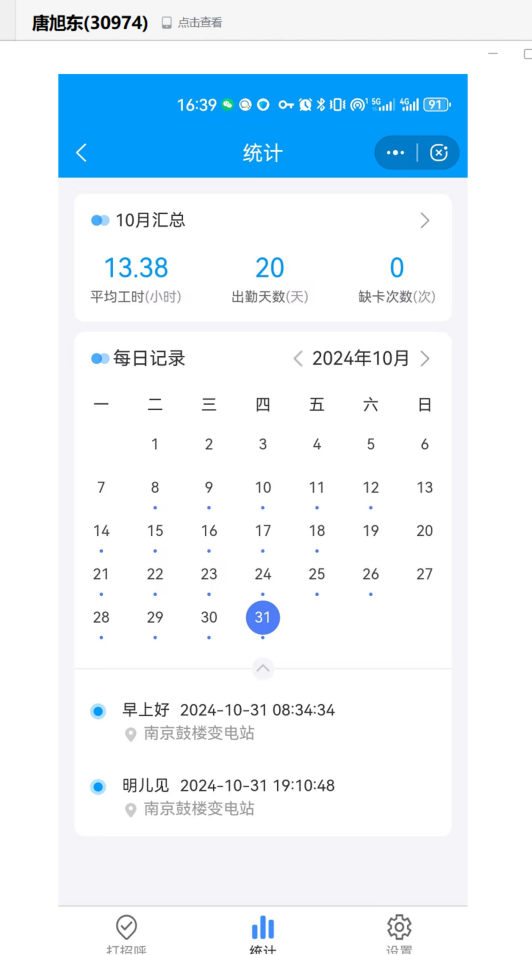 唐旭东(30974) 点击查看
16:39 5G 4G 91
统计
10月汇总
13.38 20 0
平均工时(小时) 出勤天数(天) 缺卡次数(次)
每日记录 2024年10月
一 二 三 四 五 六 日
1 2 3 4 5 6
7 8 9 10 11 12 13
14 15 16 17 18 19 20
21 22 23 24 25 26 27
28 29 30 31
早上好 2024-10-31 08:34:34
南京鼓楼变电站
明儿见 2024-10-31 19:10:48
南京鼓楼变电站
打招呼 统计 设置